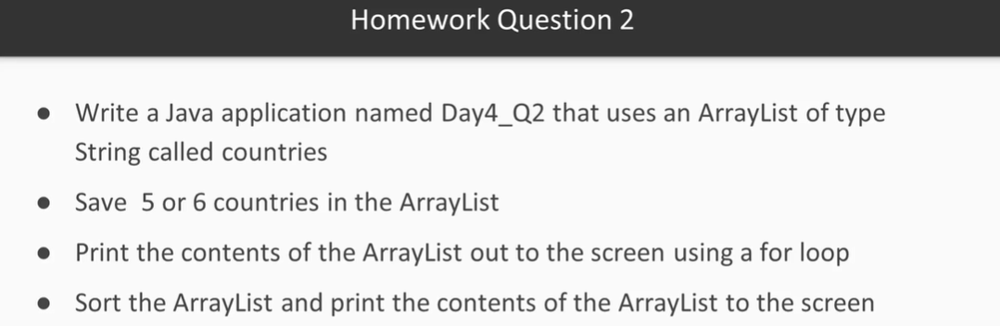 Homework Question 2
● Write a Java application named Day4_Q2 that uses an ArrayList of type
String called countries
● Save  5 or 6 countries in the ArrayList
● Print the contents of the ArrayList out to the screen using a for loop
● Sort the ArrayList and print the contents of the ArrayList to the screen